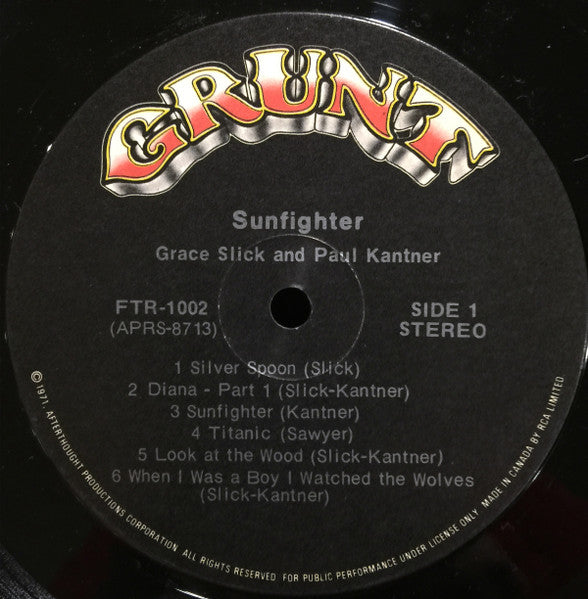 GRUNT
Sunfighter
Grace Slick and Paul Kantner
FTR-1002
(APRS-8713)
SIDE 1
STEREO
1 Silver Spoon (Slick)
2 Diana - Part 1 (Slick-Kantner)
3 Sunfighter (Kantner)
4 Titanic (Sawyer)
5 Look at the Wood (Slick-Kantner)
6 When I Was a Boy I Watched the Wolves
(Slick-Kantner)
©1971, AFTERTHOUGHT PRODUCTIONS CORPORATION. ALL RIGHTS RESERVED. FOR PUBLIC PERFORMANCE UNDER LICENSE ONLY. MADE IN CANADA BY RCA LIMITED